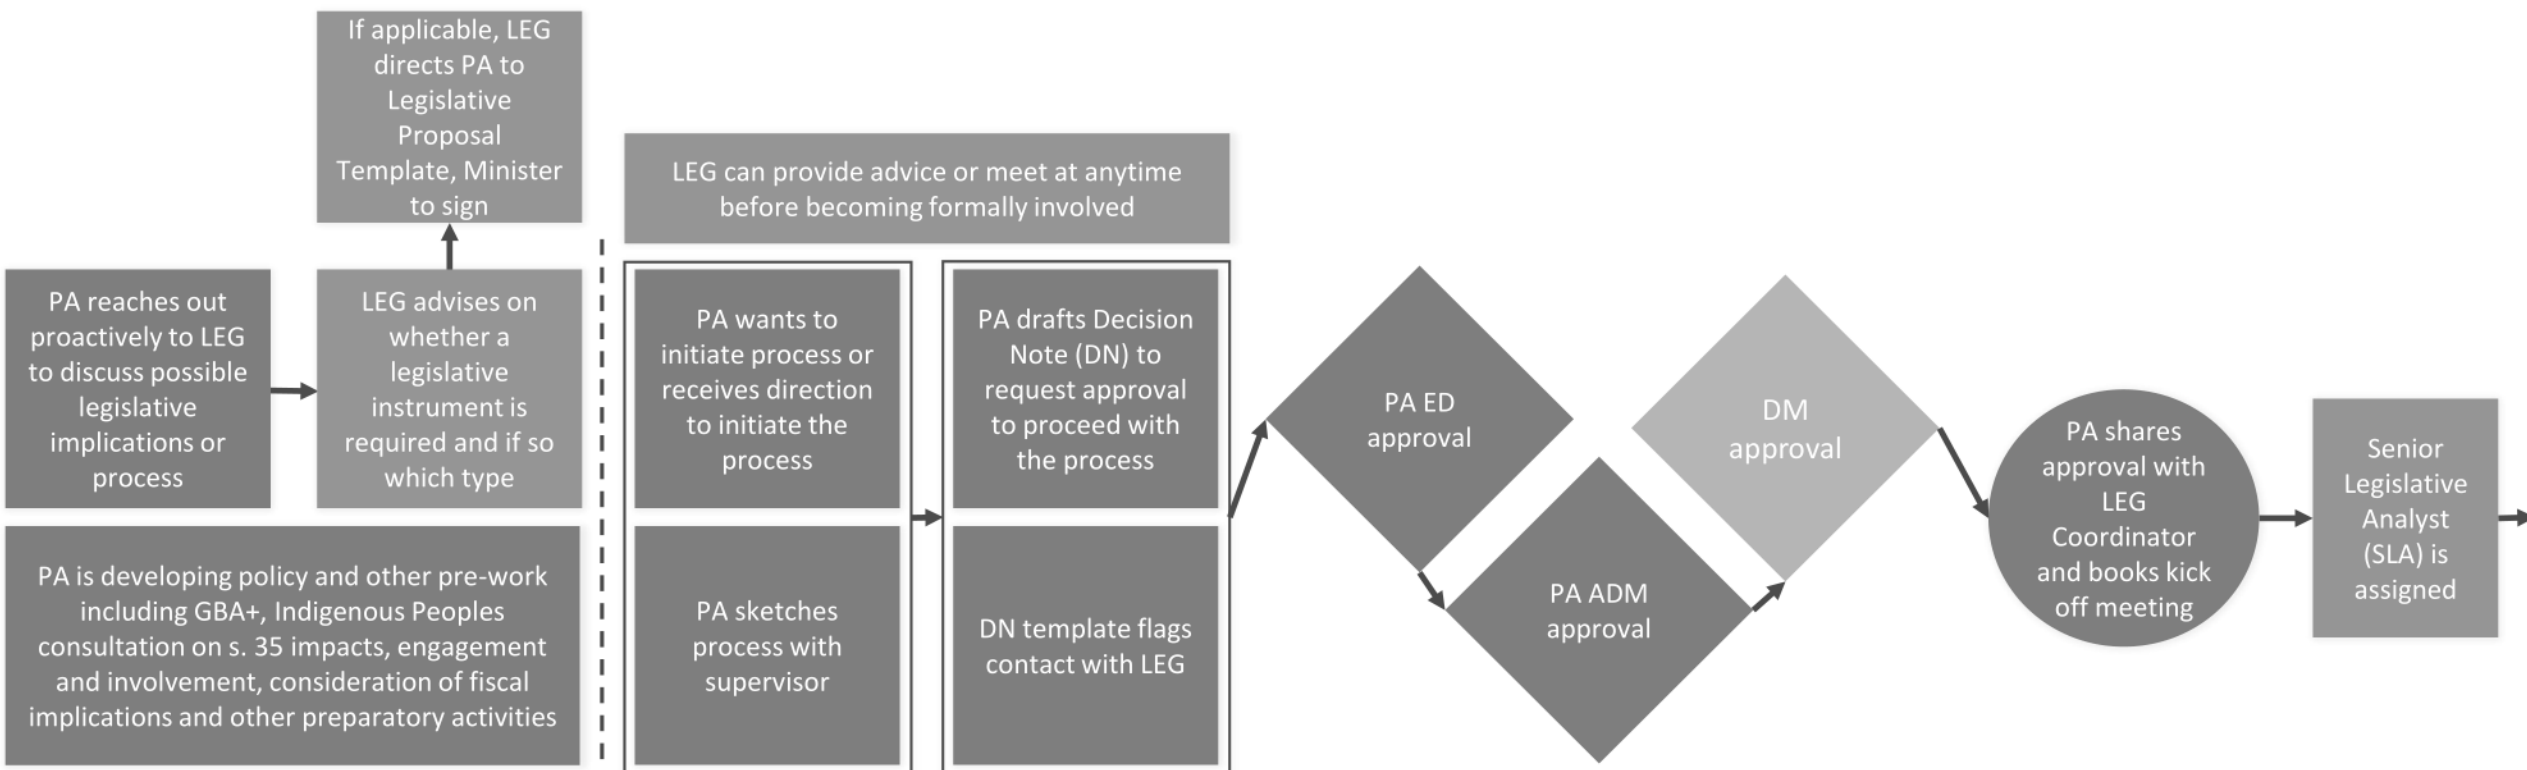 If applicable, LEG
directs PA to
Legislative
Proposal
Template, Minister
to sign
PA reaches out
proactively to LEG
to discuss possible
legislative
implications or
process
LEG advises on
whether a
legislative
instrument is
required and if so
which type
PA is developing policy and other pre-work
including GBA+, Indigenous Peoples
consultation on s. 35 impacts, engagement
and involvement, consideration of fiscal
implications and other preparatory activities
LEG can provide advice or meet at anytime
before becoming formally involved
PA wants to
initiate process or
receives direction
to initiate the
process
PA sketches
process with
supervisor
PA drafts Decision
Note (DN) to
request approval
to proceed with
the process
DN template flags
contact with LEG
PA ED
approval
PA ADM
approval
DM
approval
PA shares
approval with
LEG
Coordinator
and books kick
off meeting
Senior
Legislative
Analyst
(SLA) is
assigned